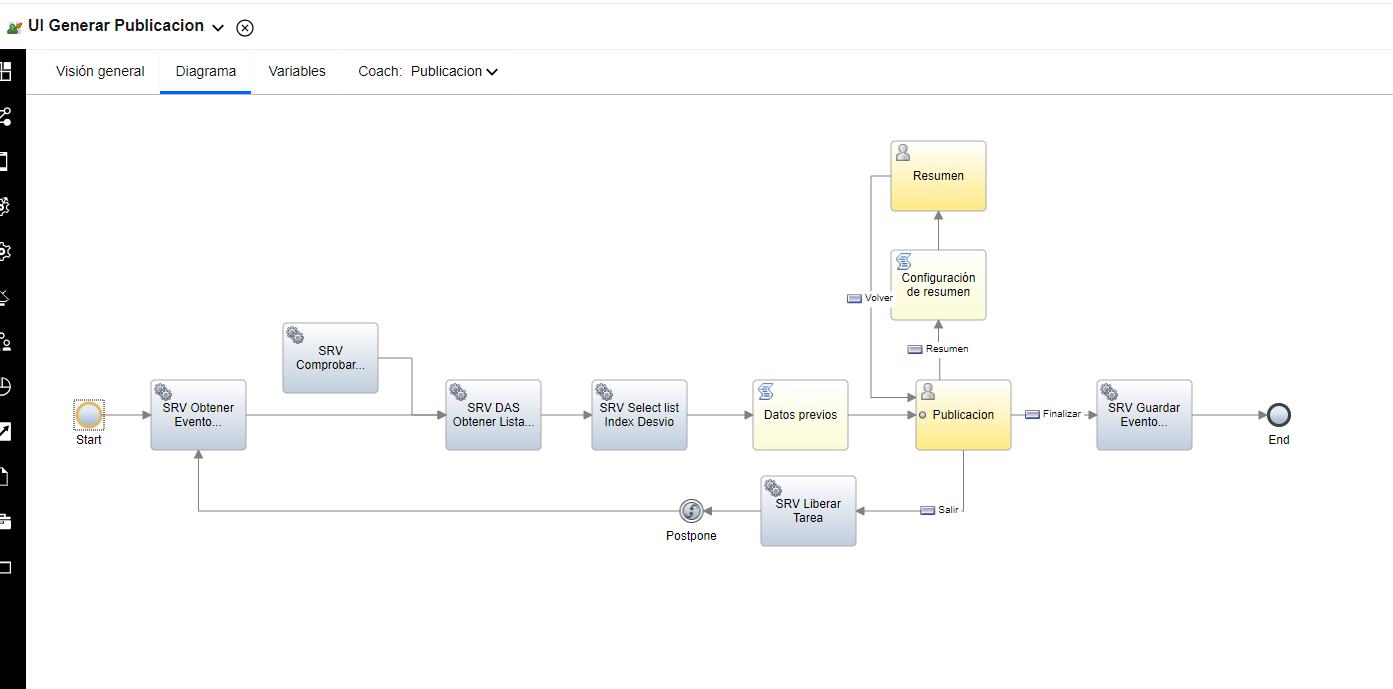 UI Generar Publicacion
Visión general
Diagrama
Variables
Coach: Publicacion
Resumen
Configuración
de resumen
Volver
Resumen
SRV
Comprobar...
SRV Obtener
Evento...
SRV DAS
Obtener Lista...
SRV Select list
Index Desvio
Datos previos
Publicacion
Finalizar
SRV Guardar
Evento...
Start
End
SRV Liberar
Tarea
Salir
Postpone